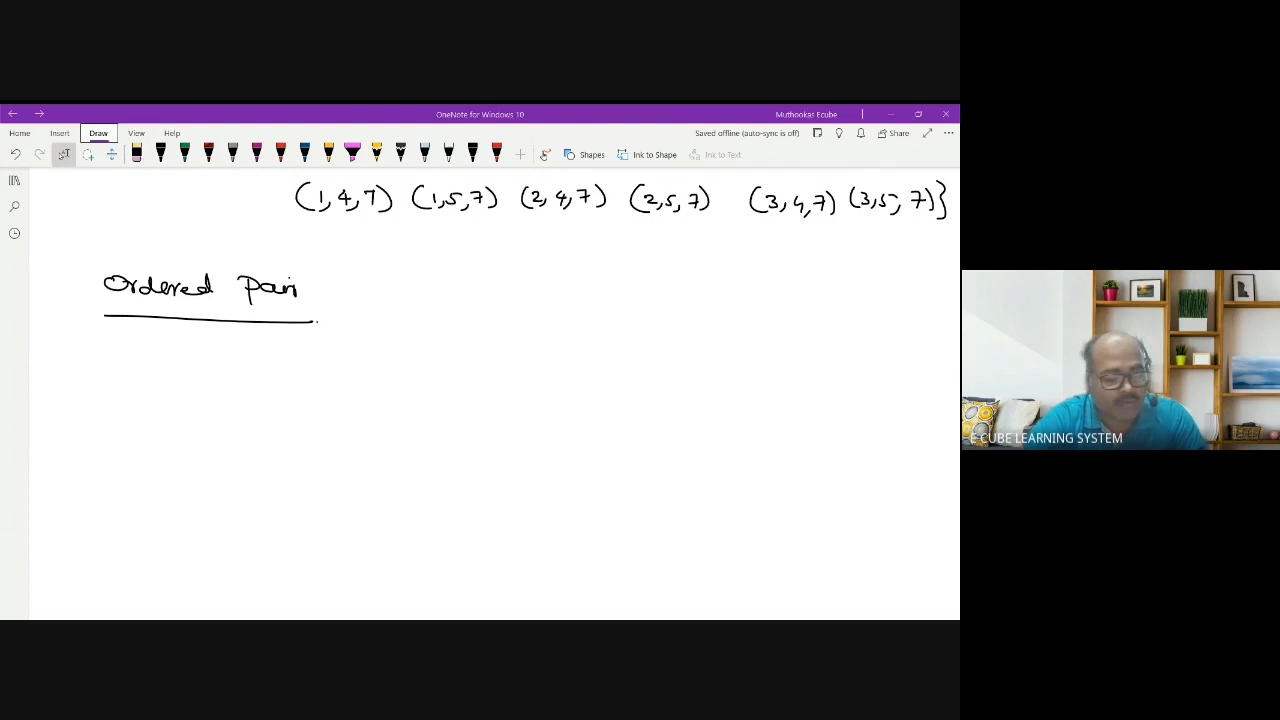 OneNote for Windows 10
Muthookas Ecube
Home Insert Draw View Help
Saved offline (auto-sync is off)
Share
Shapes
Ink to Shape
Ink to Text
(1,4,7) (1,5,7) (2,4,7) (2,5,7) (3,4,7) (3,5,7)}
Ordered Pair
E CUBE LEARNING SYSTEM